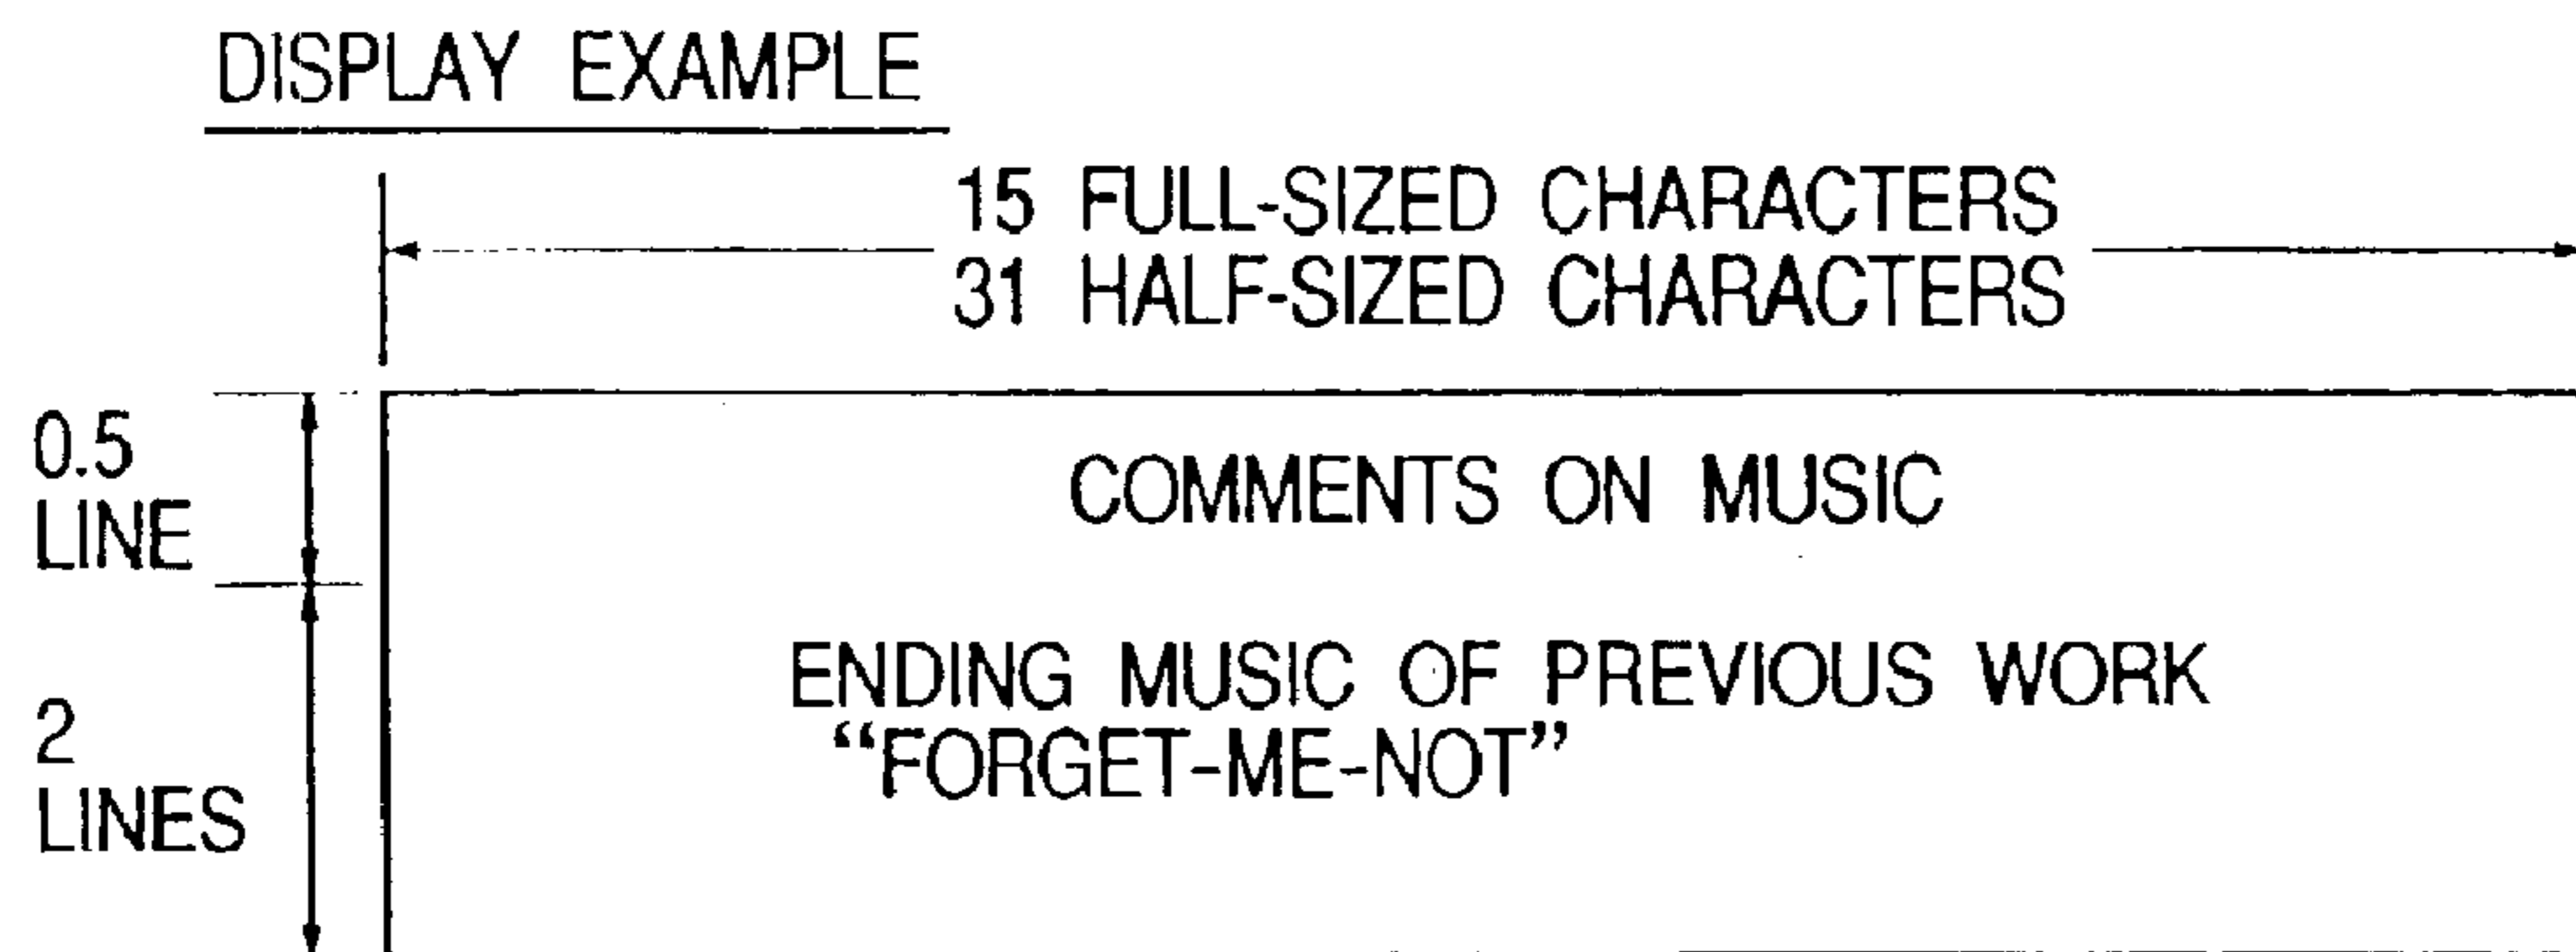 DISPLAY EXAMPLE
15 FULL-SIZED CHARACTERS
31 HALF-SIZED CHARACTERS
0.5
LINE
COMMENTS ON MUSIC
2
LINES
ENDING MUSIC OF PREVIOUS WORK
“FORGET-ME-NOT”